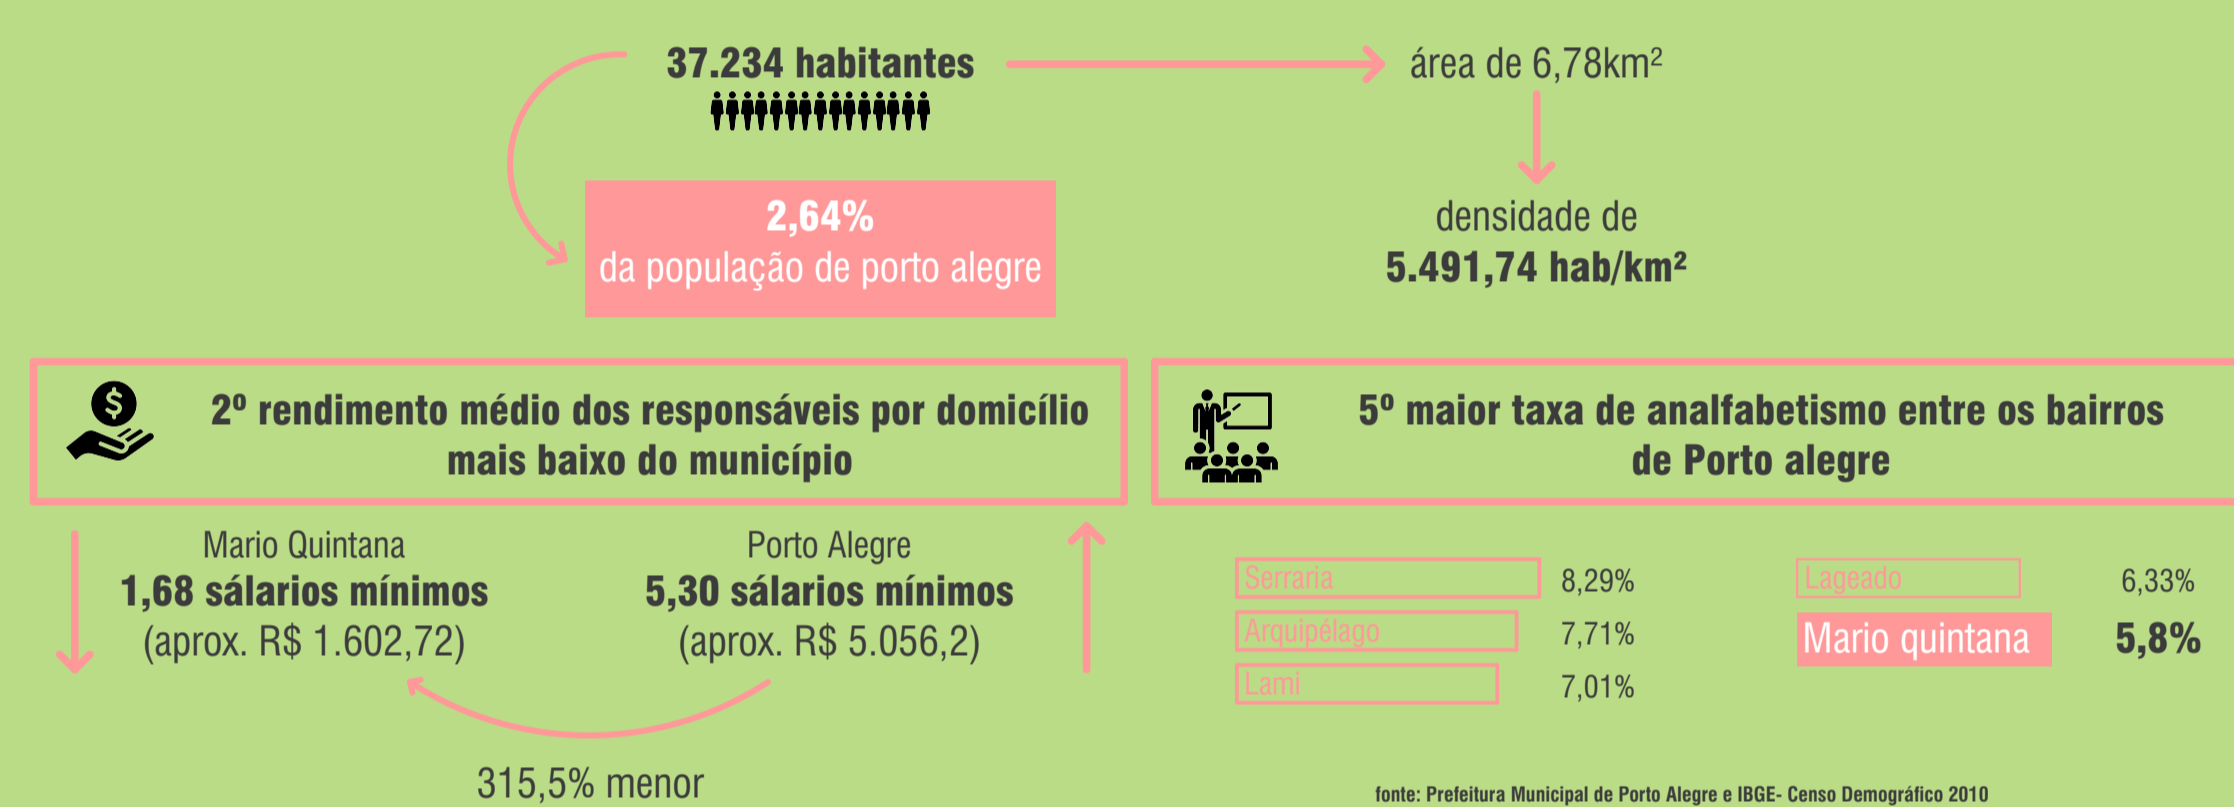 37.234 habitantes
área de 6,78km²
2,64%
da população de porto alegre
densidade de
5.491,74 hab/km²
$
2º rendimento médio dos responsáveis por domicílio
mais baixo do município
Mario Quintana
1,68 sálarios mínimos
(aprox. R$ 1.602,72)
Porto Alegre
5,30 sálarios mínimos
(aprox. R$ 5.056,2)
315,5% menor
5º maior taxa de analfabetismo entre os bairros
de Porto alegre
Serraria 8,29%
Arquipélago 7,71%
Lami 7,01%
Lageado 6,33%
Mario quintana 5,8%
fonte: Prefeitura Municipal de Porto Alegre e IBGE- Censo Demográfico 2010